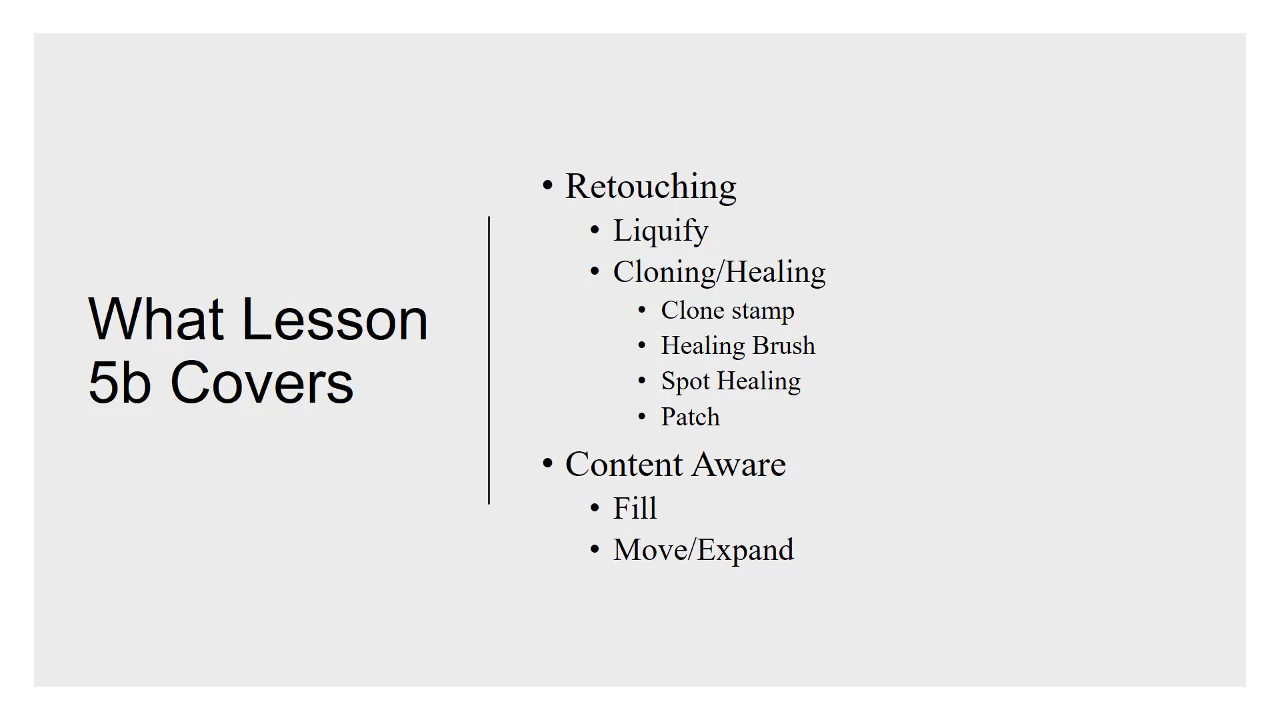 What Lesson
5b Covers
• Retouching
• Liquify
• Cloning/Healing
• Clone stamp
• Healing Brush
• Spot Healing
• Patch
• Content Aware
• Fill
• Move/Expand